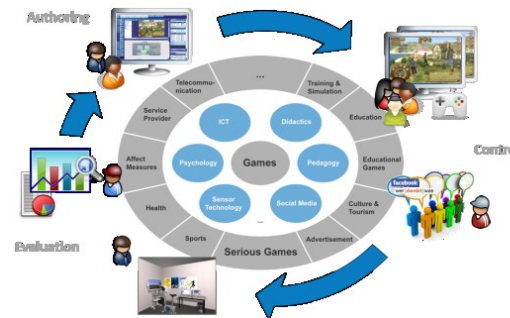 Authoring
...
Telecommu-
nication
Training &
Simulation
Service
Provider
ICT
Didactics
Education
Affect
Measures
Psychology
Games
Pedagogy
Educational
Games
Contro
facebook
Health
Sensor
Technology
Social Media
Culture &
Tourism
...
Evaluation
Sports
Serious Games
Advertisement